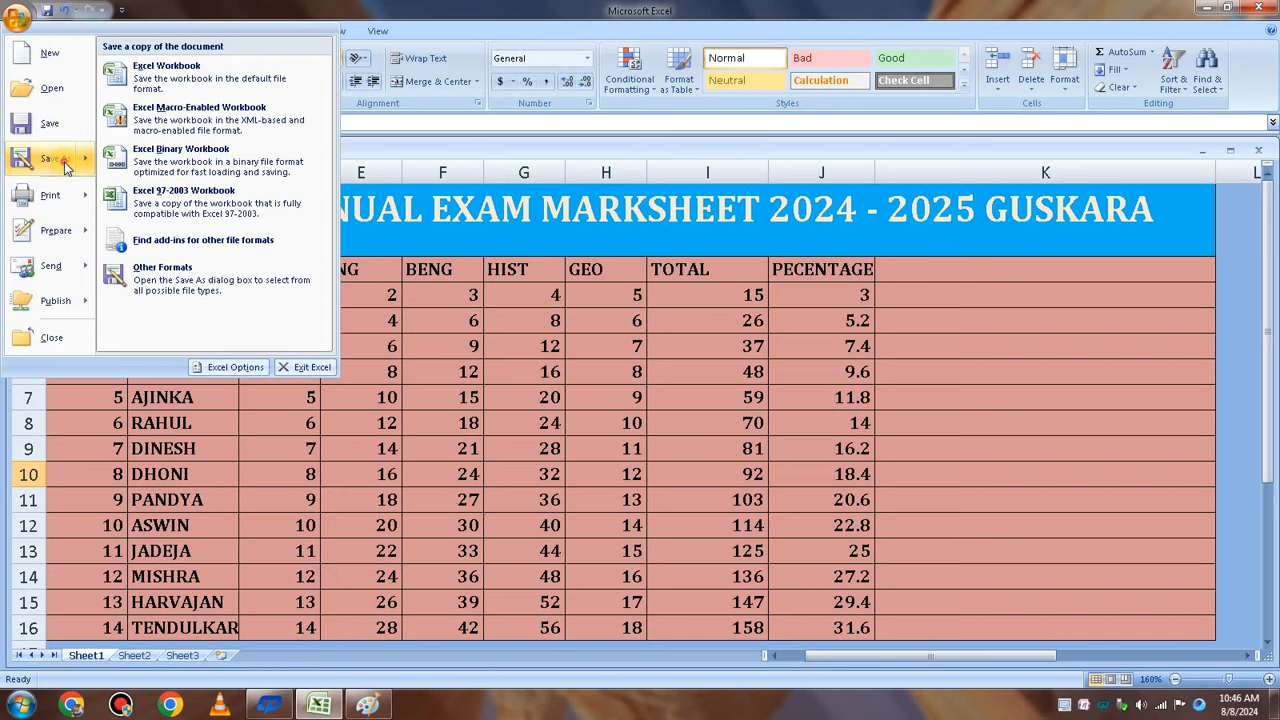 Microsoft Excel
View
New
Open
Save
Save As
Print
Prepare
Send
Publish
Close
Save a copy of the document
Excel Workbook
Save the workbook in the default file
format.
Excel Macro-Enabled Workbook
Save the workbook in the XML-based and
macro-enabled file format.
Excel Binary Workbook
Save the workbook in a binary file format
optimized for fast loading and saving.
Excel 97-2003 Workbook
Save a copy of the workbook that is fully
compatible with Excel 97-2003.
Find add-ins for other file formats
Other Formats
Open the Save As dialog box to select from
all possible file types.
Excel Options
Exit Excel
Wrap Text
Merge & Center
Alignment
General
$ % ,
Number
Conditional
Formatting
Format
as Table
Normal Bad Good
Neutral Calculation Check Cell
Styles
Insert Delete Format
Cells
AutoSum
Fill
Clear
Sort &
Filter
Find &
Select
Editing
E F G H I J K L
NUAL EXAM MARKSHEET 2024 - 2025 GUSKARA
NG BENG HIST GEO TOTAL PECENTAGE
2 3 4 5 15 3
4 6 8 6 26 5.2
6 9 12 7 37 7.4
8 12 16 8 48 9.6
7 5 AJINKA 5 10 15 20 9 59 11.8
8 6 RAHUL 6 12 18 24 10 70 14
9 7 DINESH 7 14 21 28 11 81 16.2
10 8 DHONI 8 16 24 32 12 92 18.4
11 9 PANDYA 9 18 27 36 13 103 20.6
12 10 ASWIN 10 20 30 40 14 114 22.8
13 11 JADEJA 11 22 33 44 15 125 25
14 12 MISHRA 12 24 36 48 16 136 27.2
15 13 HARVAJAN 13 26 39 52 17 147 29.4
16 14 TENDULKAR 14 28 42 56 18 158 31.6
Sheet1 Sheet2 Sheet3
Ready
160%
10:46 AM
8/8/2024